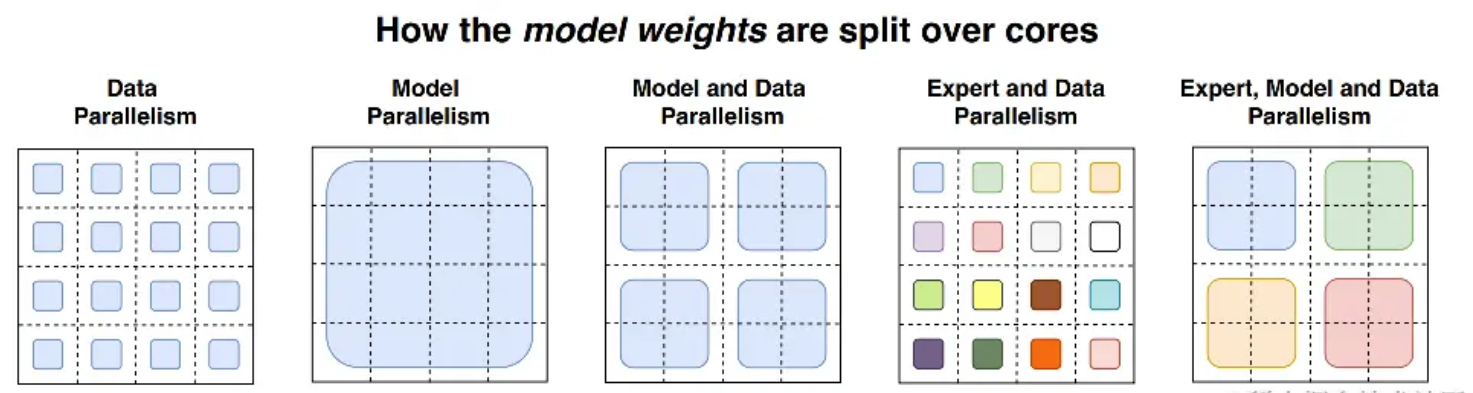 How the model weights are split over cores
Data
Parallelism
Model
Parallelism
Model and Data
Parallelism
Expert and Data
Parallelism
Expert, Model and Data
Parallelism